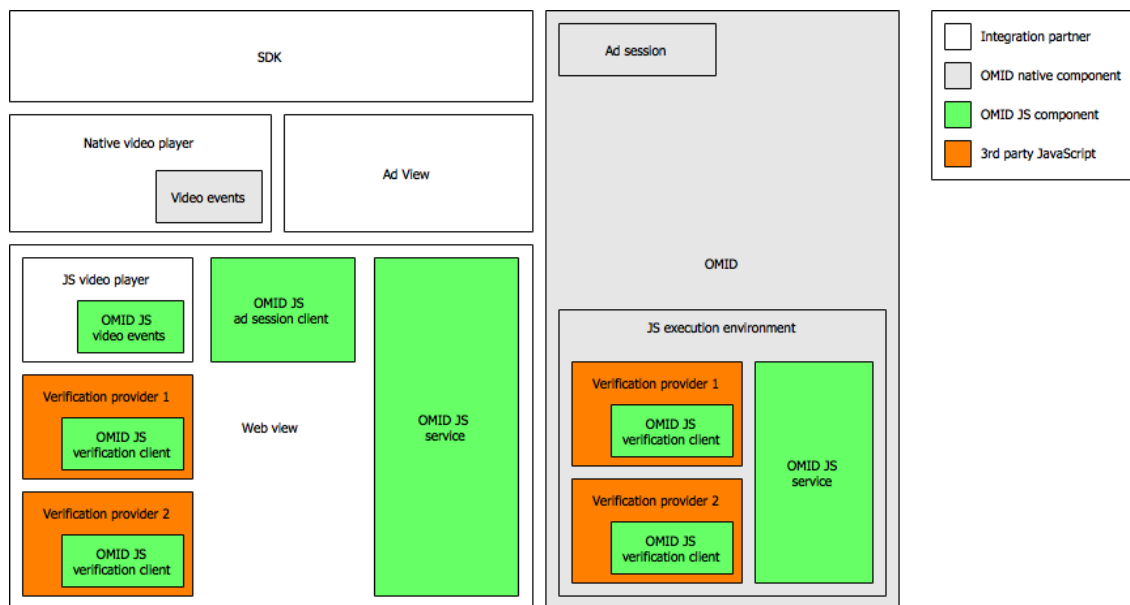 SDK
Native video player
Video events
Ad View
JS video player
OMID JS
video events
OMID JS
ad session client
OMID JS
service
Verification provider 1
OMID JS
verification client
Web view
Verification provider 2
OMID JS
verification client
Ad session
OMID
JS execution environment
Verification provider 1
OMID JS
verification client
OMID JS
service
Verification provider 2
OMID JS
verification client
Integration partner
OMID native component
OMID JS component
3rd party JavaScript